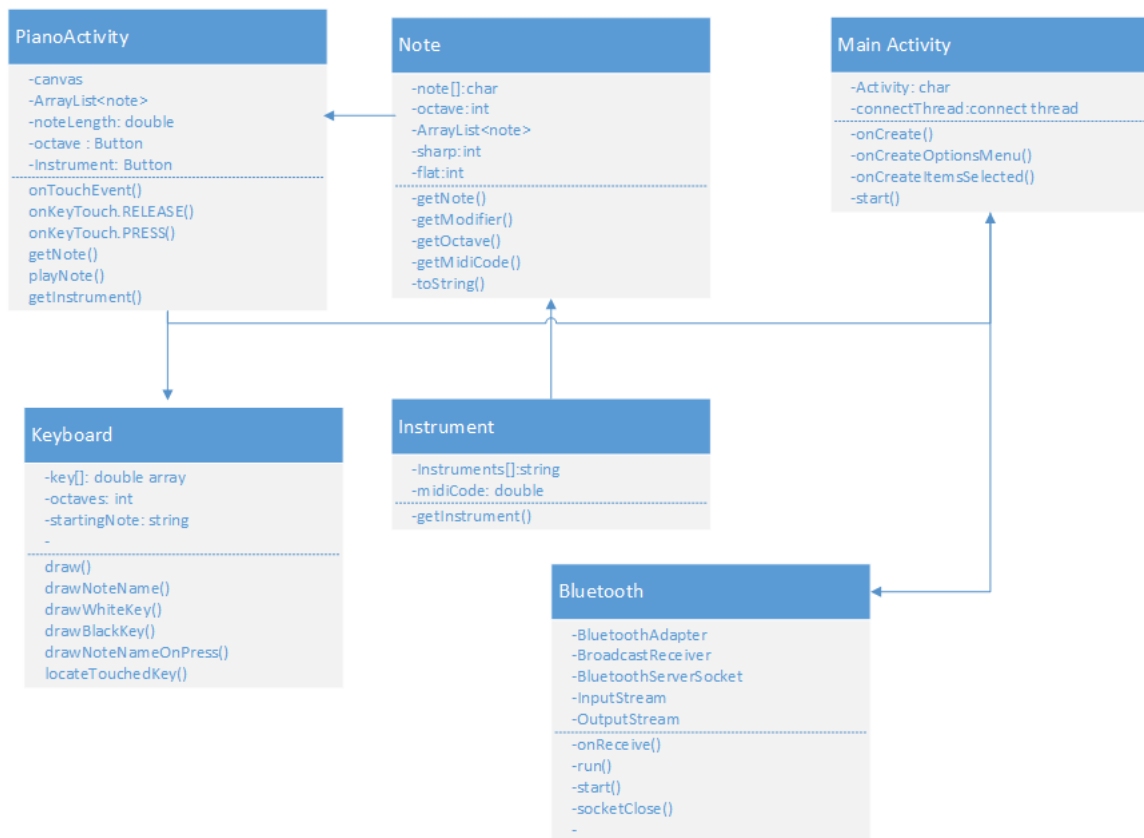 PianoActivity
-canvas
-ArrayList<note>
-noteLength: double
-octave : Button
-Instrument: Button
onTouchEvent()
onKeyTouch.RELEASE()
onKeyTouch.PRESS()
getNote()
playNote()
getInstrument()
Note
-note[]:char
-octave:int
-ArrayList<note>
-sharp:int
-flat:int
-getNote()
-getModifier()
-getOctave()
-getMidiCode()
-toString()
Main Activity
-Activity: char
-connectThread:connect thread
-onCreate()
-onCreateOptionsMenu()
-onCreateItemsSelected()
-start()
Keyboard
-key[]: double array
-octaves: int
-startingNote: string
-
draw()
drawNoteName()
drawWhiteKey()
drawBlackKey()
drawNoteNameOnPress()
locateTouchedKey()
Instrument
-Instruments[]:string
-midiCode: double
-getInstrument()
Bluetooth
-BluetoothAdapter
-BroadcastReceiver
-BluetoothServerSocket
-InputStream
-OutputStream
-onReceive()
-run()
-start()
-socketClose()
-